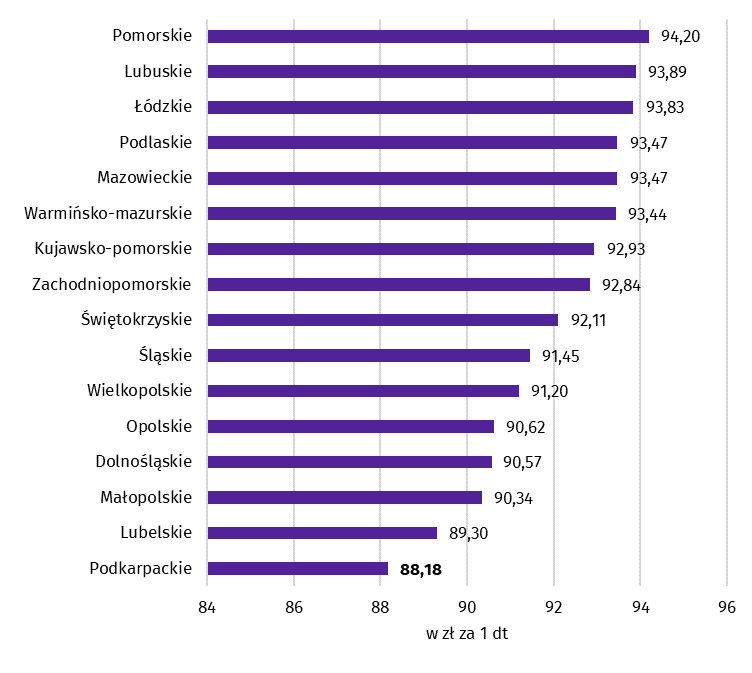 Pomorskie 94,20
Lubuskie 93,89
Łódzkie 93,83
Podlaskie 93,47
Mazowieckie 93,47
Warmińsko-mazurskie 93,44
Kujawsko-pomorskie 92,93
Zachodniopomorskie 92,84
Świętokrzyskie 92,11
Śląskie 91,45
Wielkopolskie 91,20
Opolskie 90,62
Dolnośląskie 90,57
Małopolskie 90,34
Lubelskie 89,30
Podkarpackie 88,18
84 86 88 90 92 94 96
w zł za 1 dt